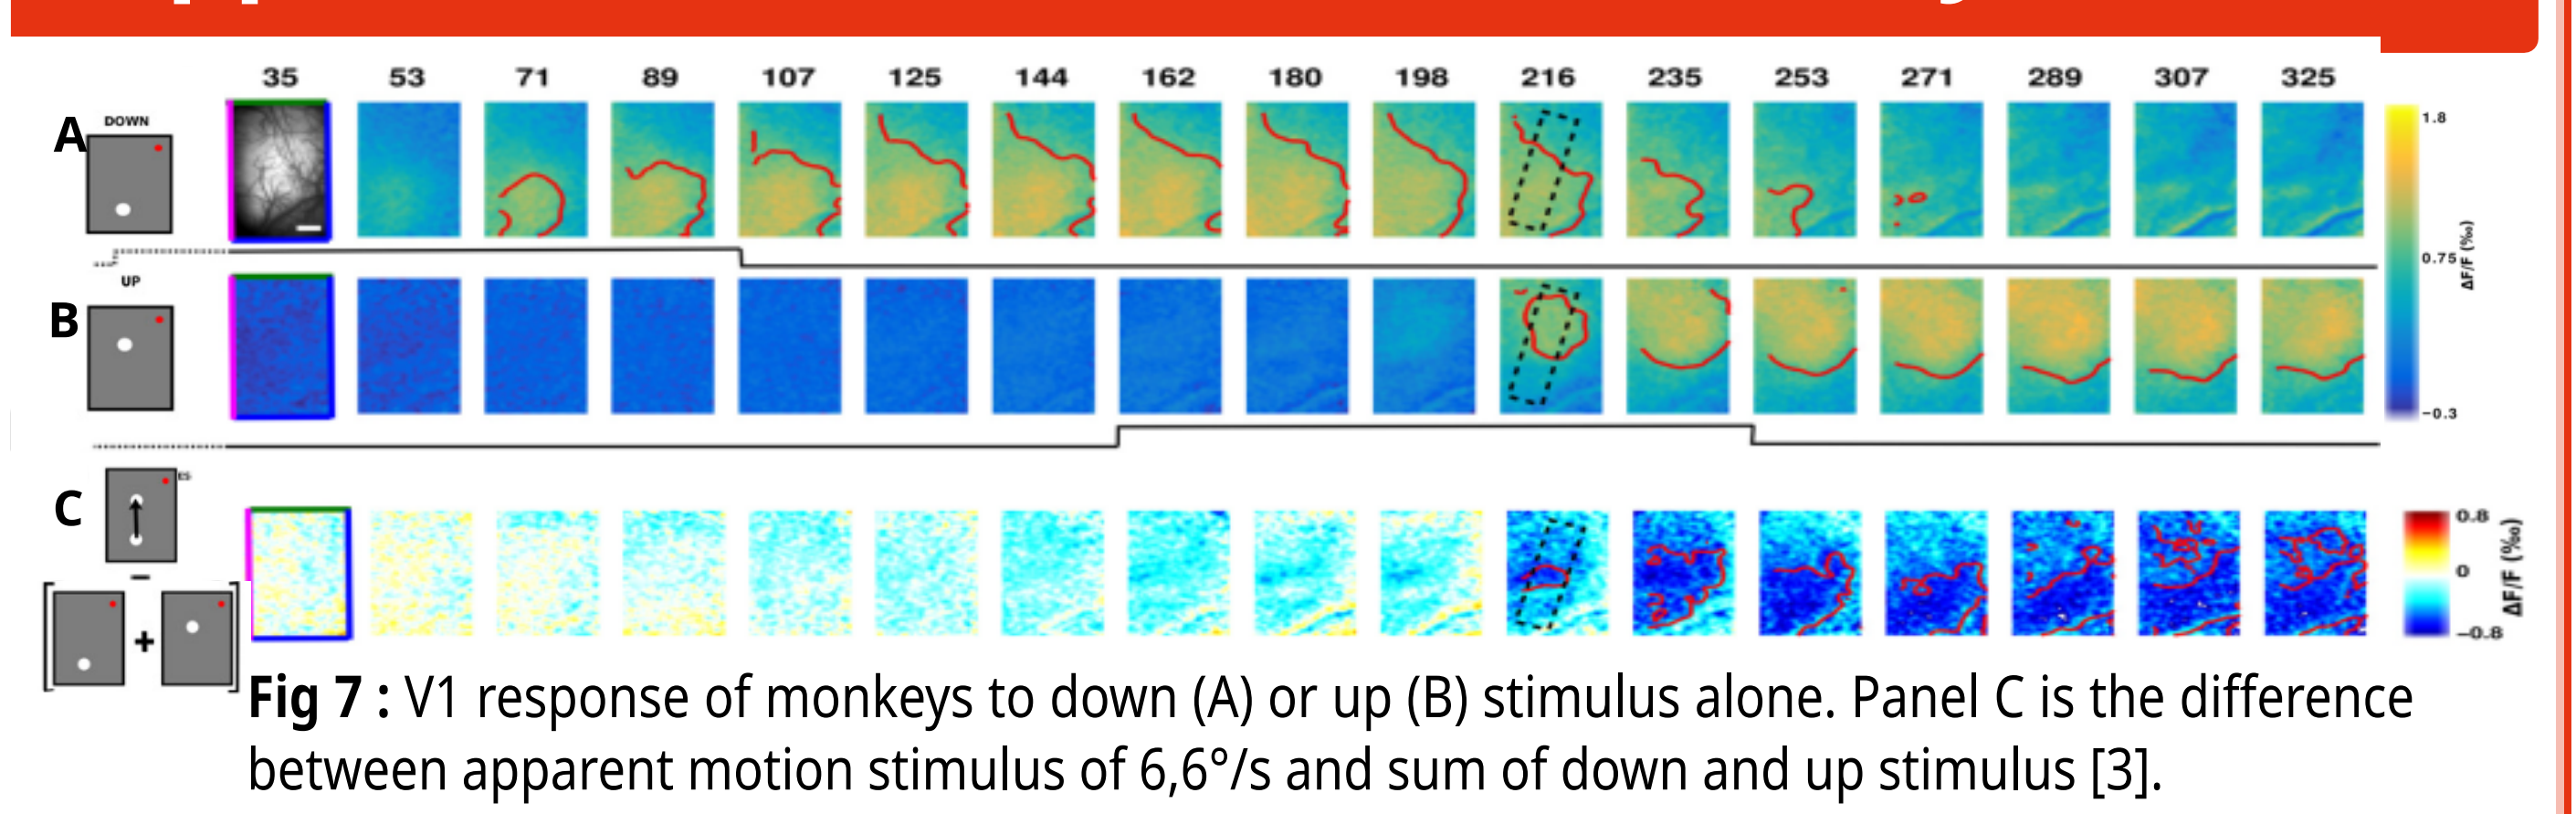 35 53 71 89 107 125 144 162 180 198 216 235 253 271 289 307 325
A DOWN
1.8
0.75
ΔF/F (‰)
UP
B
−0.3
C
−
+
0.8
0
−0.8
ΔF/F (‰)
Fig 7 : V1 response of monkeys to down (A) or up (B) stimulus alone. Panel C is the difference
between apparent motion stimulus of 6,6°/s and sum of down and up stimulus [3].